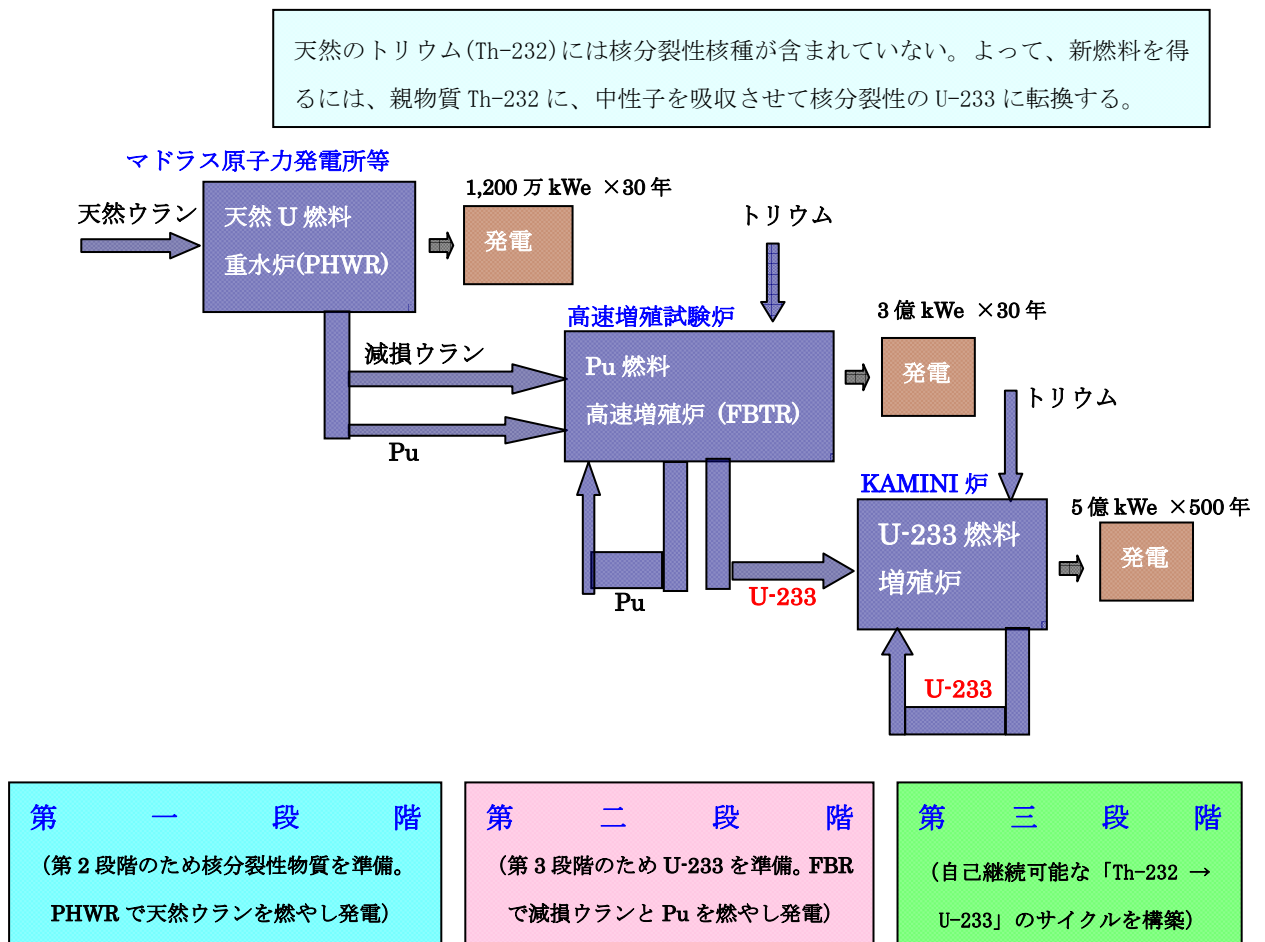 天然のトリウム(Th-232)には核分裂性核種が含まれていない。よって、新燃料を得
るには、親物質 Th-232 に、中性子を吸収させて核分裂性の U-233 に転換する。
マドラス原子力発電所等
天然ウラン
天然 U 燃料
重水炉(PHWR)
1,200 万 kWe ×30 年
発電
トリウム
減損ウラン
Pu
高速増殖試験炉
Pu 燃料
高速増殖炉 (FBTR)
3 億 kWe ×30 年
発電
トリウム
Pu
U-233
KAMINI 炉
U-233 燃料
増殖炉
5 億 kWe ×500 年
発電
U-233
第一段階
(第 2 段階のため核分裂性物質を準備。
PHWR で天然ウランを燃やし発電)
第二段階
(第 3 段階のため U-233 を準備。FBR
で減損ウランと Pu を燃やし発電)
第三段階
(自己継続可能な「Th-232 →
U-233」のサイクルを構築)